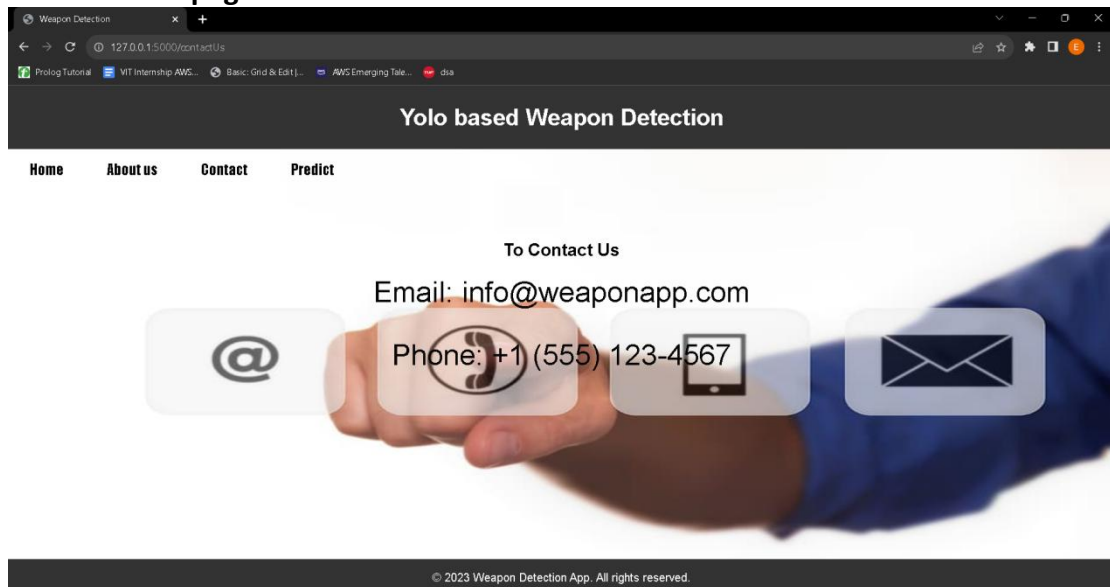 Weapon Detection
127.0.0.1:5000/contactUs
Prolog Tutorial VIT Internship AWS... Basic: Grid & Edit |... AWS Emerging Tale... dsa
Yolo based Weapon Detection
Home About us Contact Predict
To Contact Us
Email: info@weaponapp.com
@
Phone: +1 (555) 123-4567
© 2023 Weapon Detection App. All rights reserved.